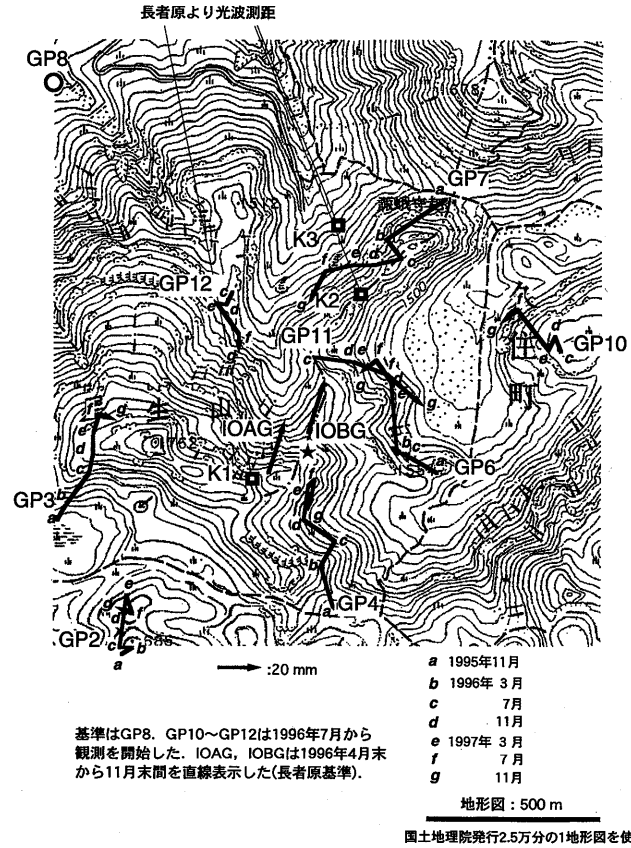 長者原より光波測距
GP8
1678
GP7
a
b
c
d
e
f
g
K3
1512
GP12
K2
1500
c
d
e
f
g
GP11
GP10
c
d
e
f
g
c
d
e
f
g
f
e
g
GP6
a
b
c
IOAG
IOBG
K1
1762
GP3
a
b
c
d
e
f
g
GP4
a
b
c
d
e
f
g
GP2
a
b
c
d
e
f
g
町
:20 mm
a 1995年11月
b 1996年 3月
c 7月
d 11月
e 1997年 3月
f 7月
g 11月
基準はGP8. GP10〜GP12は1996年7月から
観測を開始した. IOAG, IOBGは1996年4月末
から11月末間を直線表示した(長者原基準).
地形図:500 m
国土地理院発行2.5万分の1地形図を使